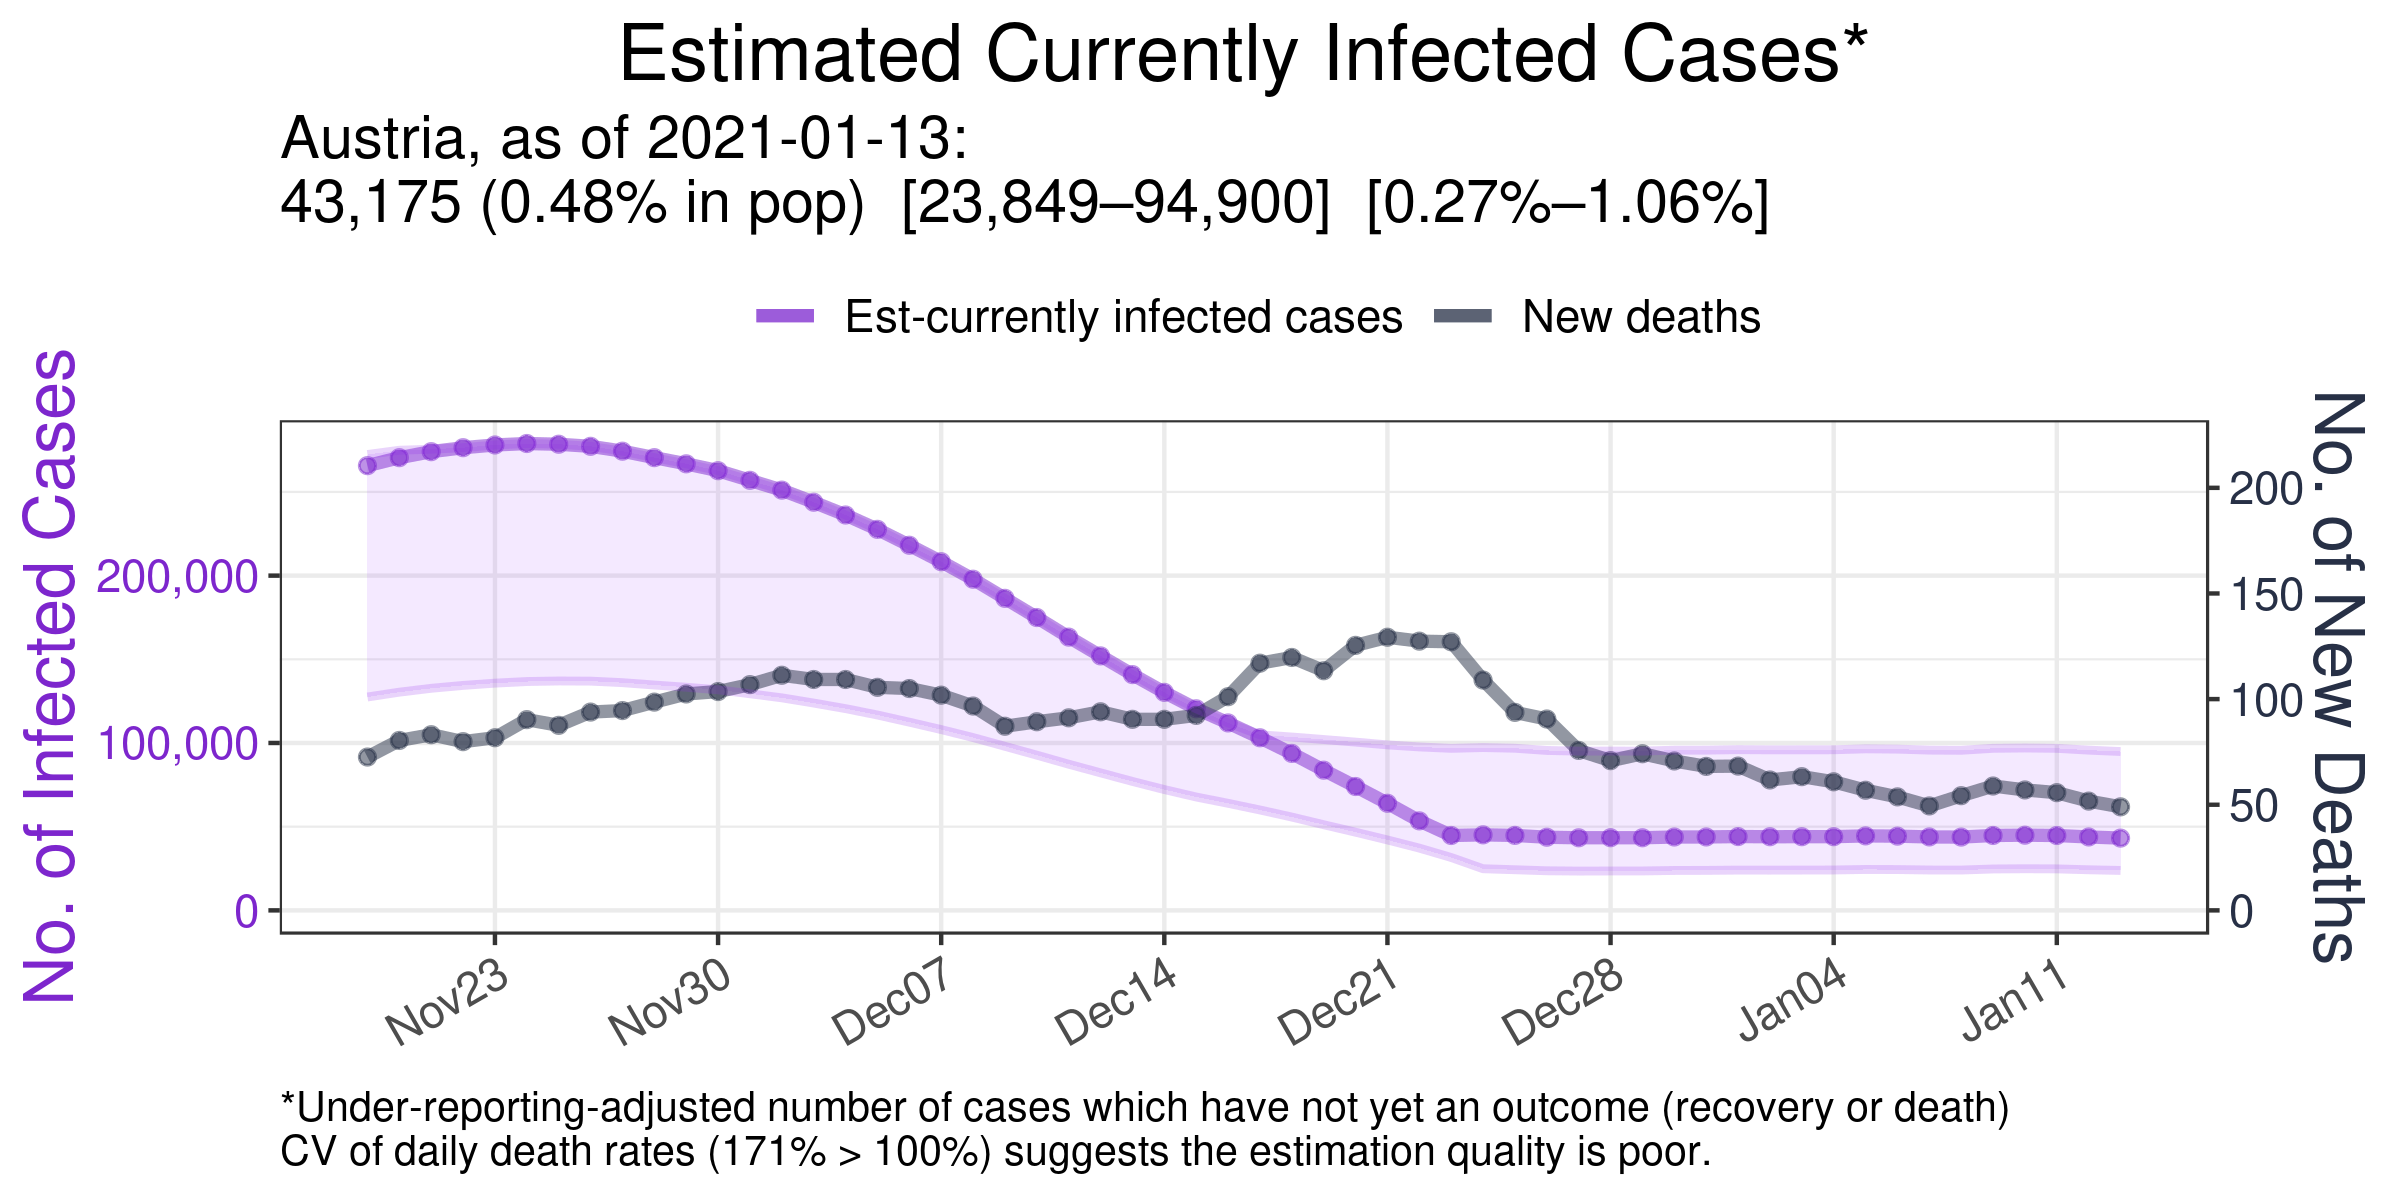 Estimated Currently Infected Cases*
Austria, as of 2021-01-13:
43,175 (0.48% in pop)  [23,849–94,900]  [0.27%–1.06%]
Est-currently infected cases
New deaths
No. of Infected Cases
200,000
100,000
0
200
150
100
50
0
No. of New Deaths
Nov23
Nov30
Dec07
Dec14
Dec21
Dec28
Jan04
Jan11
*Under-reporting-adjusted number of cases which have not yet an outcome (recovery or death)
CV of daily death rates (171% > 100%) suggests the estimation quality is poor.